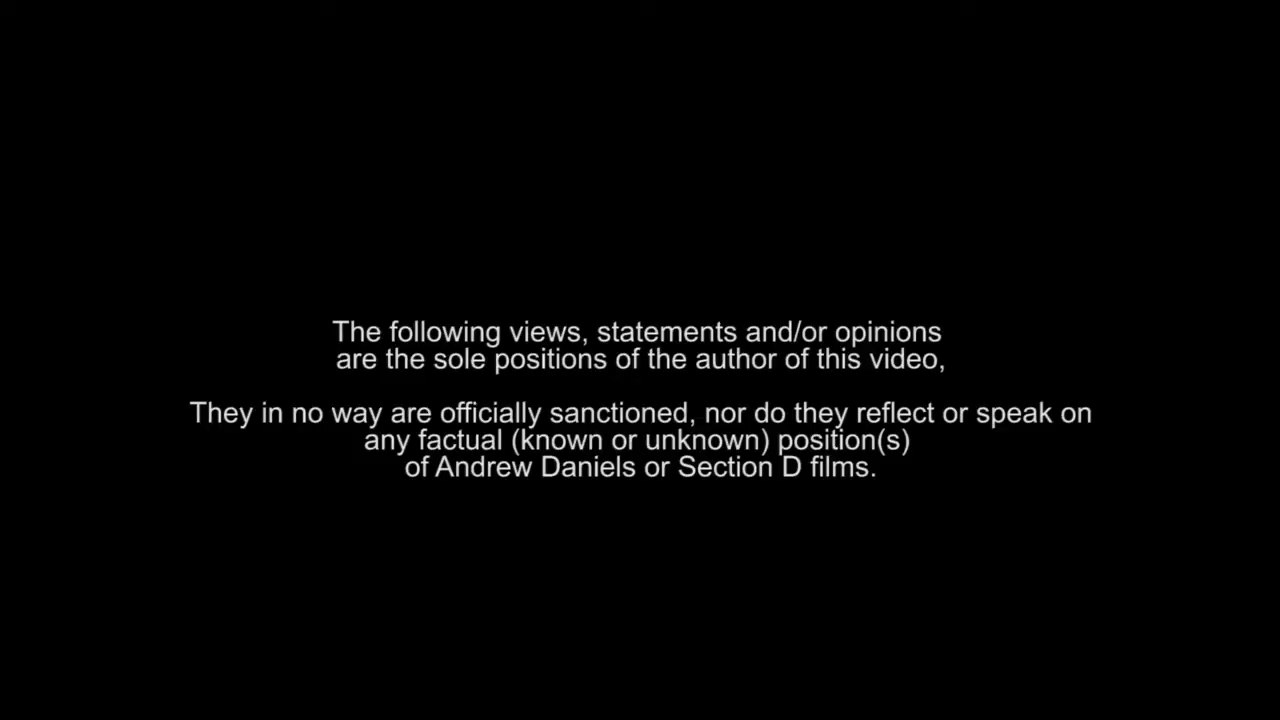 The following views, statements and/or opinions
are the sole positions of the author of this video,
They in no way are officially sanctioned, nor do they reflect or speak on
any factual (known or unknown) position(s)
of Andrew Daniels or Section D films.